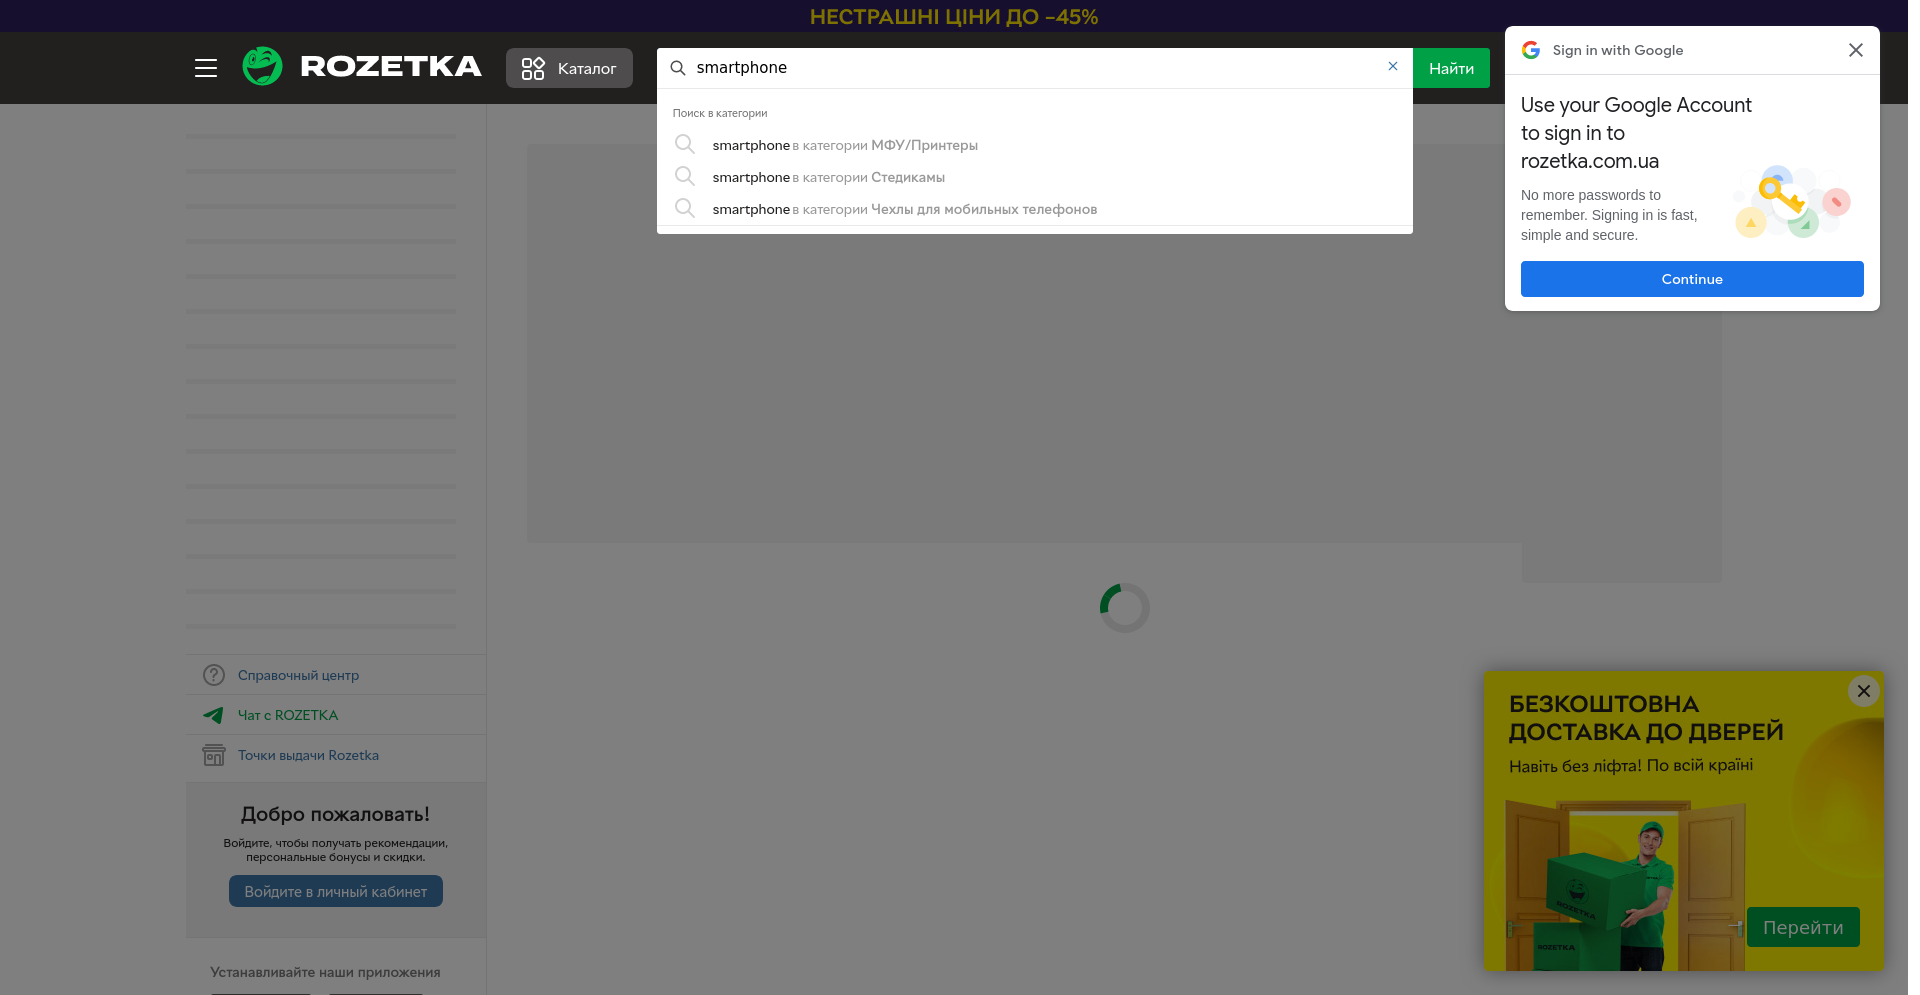 НЕСТРАШНІ ЦІНИ ДО –45%
ROZETKA
Каталог
smartphone
Найти
Поиск в категории
smartphone в категории МФУ/Принтеры
smartphone в категории Стедикамы
smartphone в категории Чехлы для мобильных телефонов
Sign in with Google
Use your Google Account
to sign in to
rozetka.com.ua
No more passwords to
remember. Signing in is fast,
simple and secure.
Continue
Справочный центр
Чат с ROZETKA
Точки выдачи Rozetka
Добро пожаловать!
Войдите, чтобы получать рекомендации,
персональные бонусы и скидки.
Войдите в личный кабинет
Устанавливайте наши приложения
БЕЗКОШТОВНА
ДОСТАВКА ДО ДВЕРЕЙ
Навіть без ліфта! По всій країні
ROZETKA
ROZETKA
Перейти